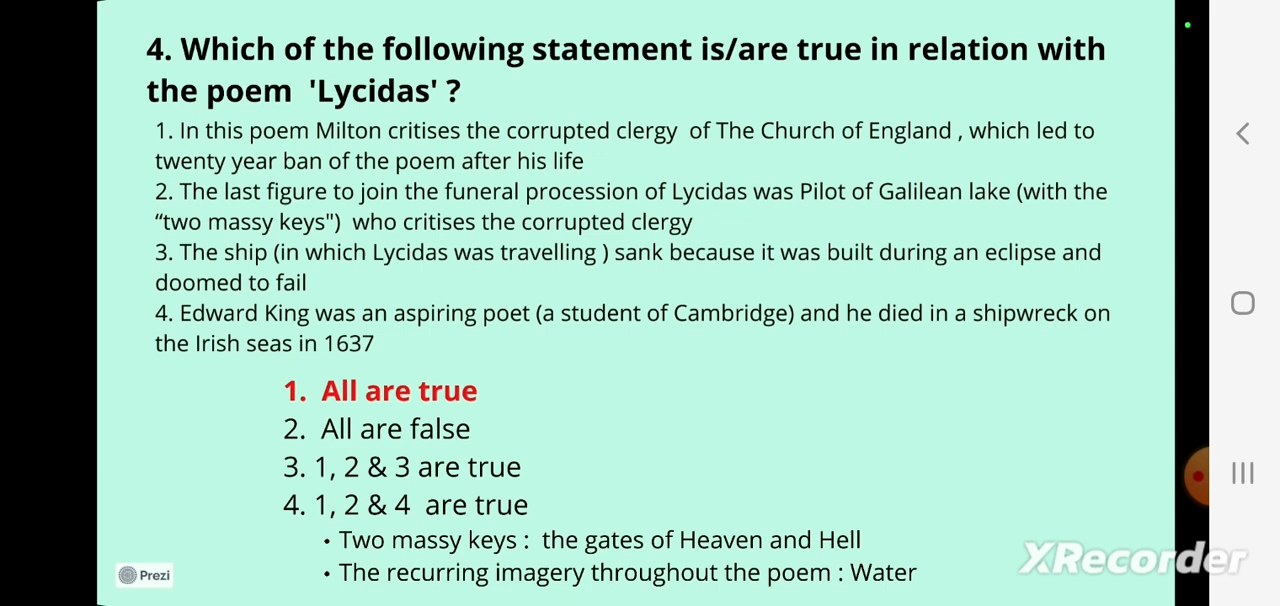 4. Which of the following statement is/are true in relation with
the poem 'Lycidas' ?
1. In this poem Milton critises the corrupted clergy of The Church of England , which led to
twenty year ban of the poem after his life
2. The last figure to join the funeral procession of Lycidas was Pilot of Galilean lake (with the
“two massy keys") who critises the corrupted clergy
3. The ship (in which Lycidas was travelling ) sank because it was built during an eclipse and
doomed to fail
4. Edward King was an aspiring poet (a student of Cambridge) and he died in a shipwreck on
the Irish seas in 1637
1. All are true
2. All are false
3. 1, 2 & 3 are true
4. 1, 2 & 4 are true
• Two massy keys : the gates of Heaven and Hell
• The recurring imagery throughout the poem : Water
Prezi
XRecorder